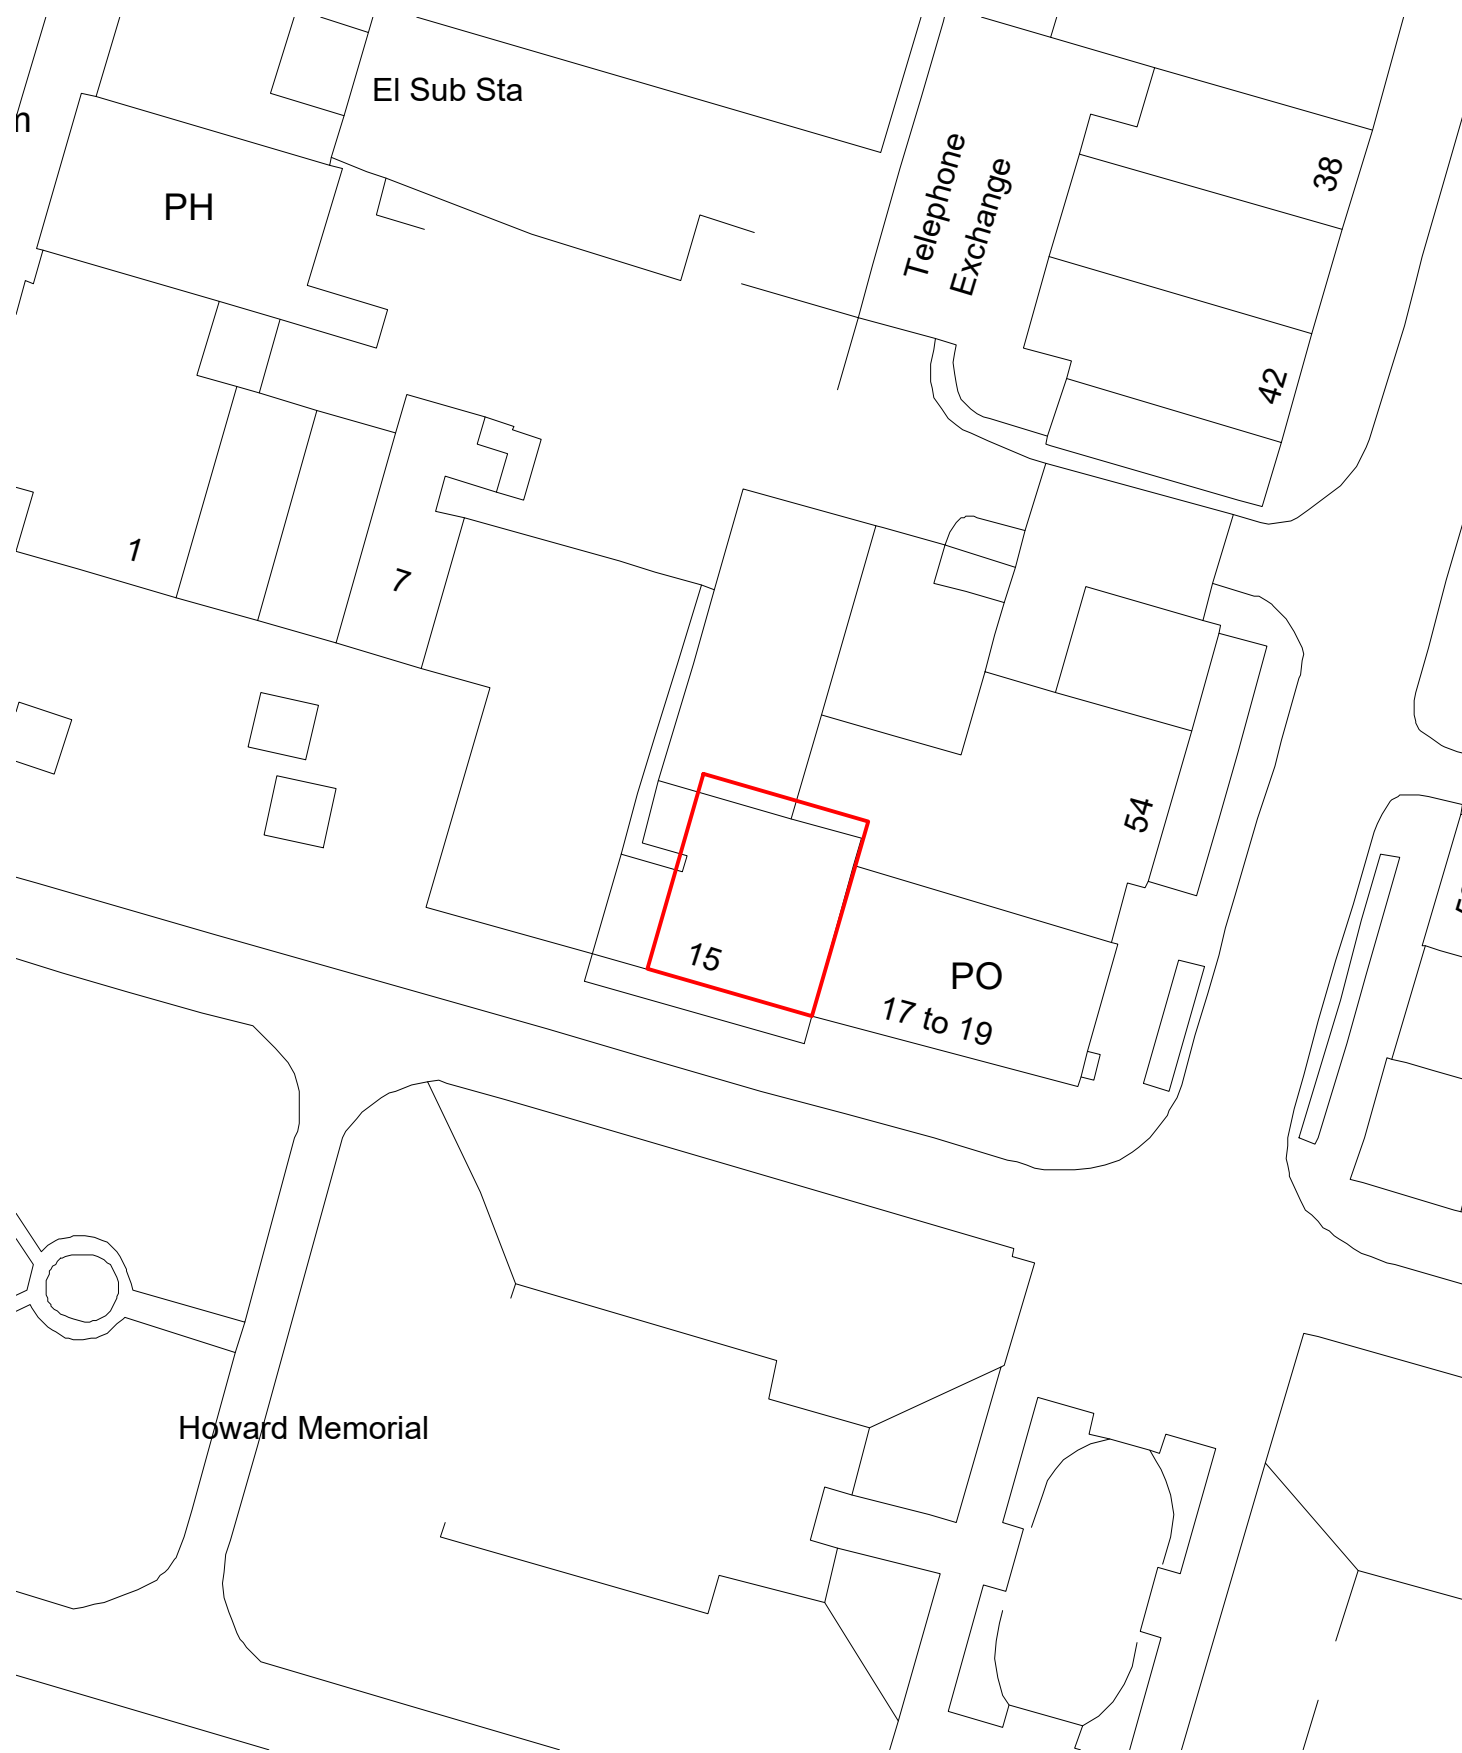 El Sub Sta
PH
Telephone
Exchange
38
42
1
7
54
15
PO
17 to 19
Howard Memorial